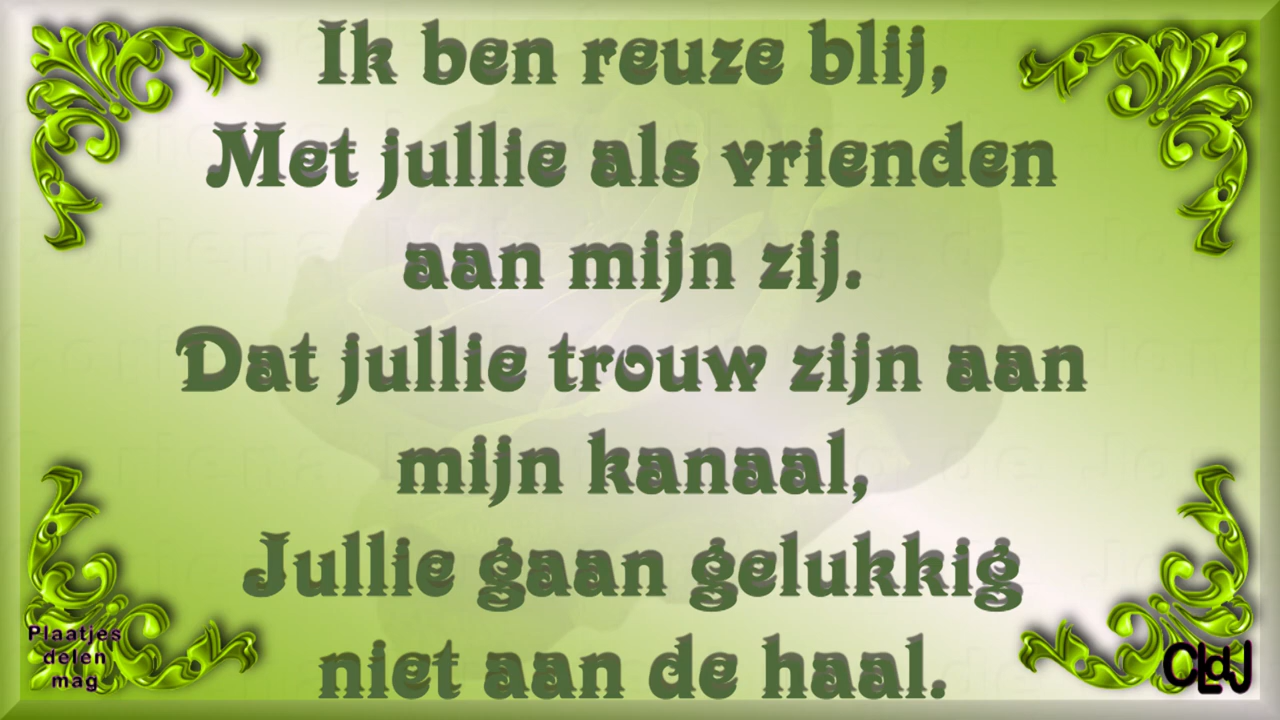 Ik ben reuze blij,
Met jullie als vrienden
aan mijn zij.
Dat jullie trouw zijn aan
mijn kanaal,
Jullie gaan gelukkig
niet aan de haal.
Plaatjes
delen
mag
OLdJ